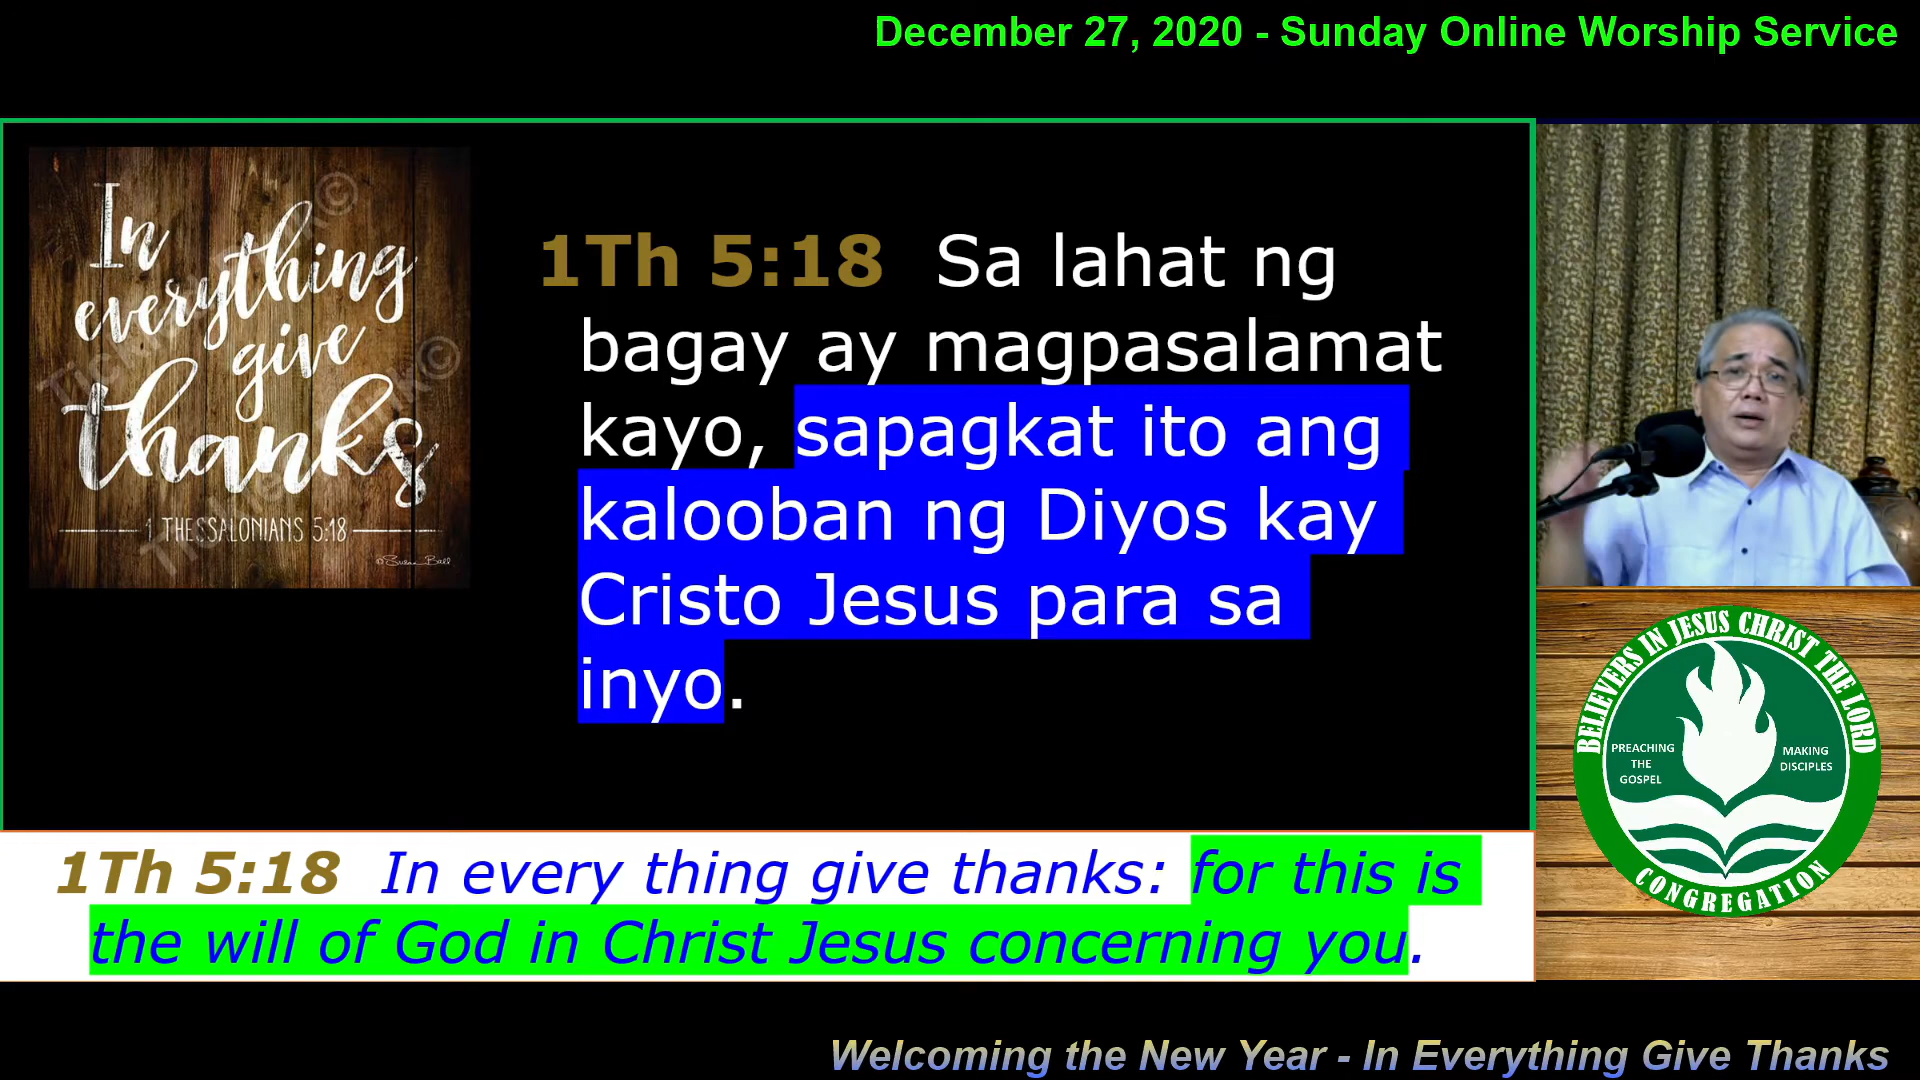 December 27, 2020 - Sunday Online Worship Service
In
everything
give
thanks
1 THESSALONIANS 5:18
1Th 5:18 Sa lahat ng
bagay ay magpasalamat
kayo, sapagkat ito ang
kalooban ng Diyos kay
Cristo Jesus para sa
inyo.
BELIEVERS IN JESUS CHRIST THE LORD
PREACHING
THE
GOSPEL
MAKING
DISCIPLES
CONGREGATION
1Th 5:18 In every thing give thanks: for this is
the will of God in Christ Jesus concerning you.
Welcoming the New Year - In Everything Give Thanks